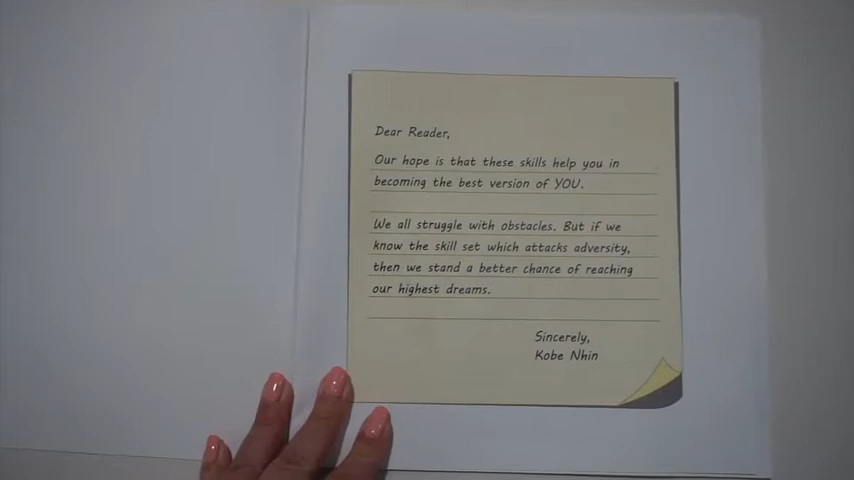 Dear Reader,
Our hope is that these skills help you in
becoming the best version of YOU.
We all struggle with obstacles. But if we
know the skill set which attacks adversity,
then we stand a better chance of reaching
our highest dreams.
Sincerely,
Kobe Nhin